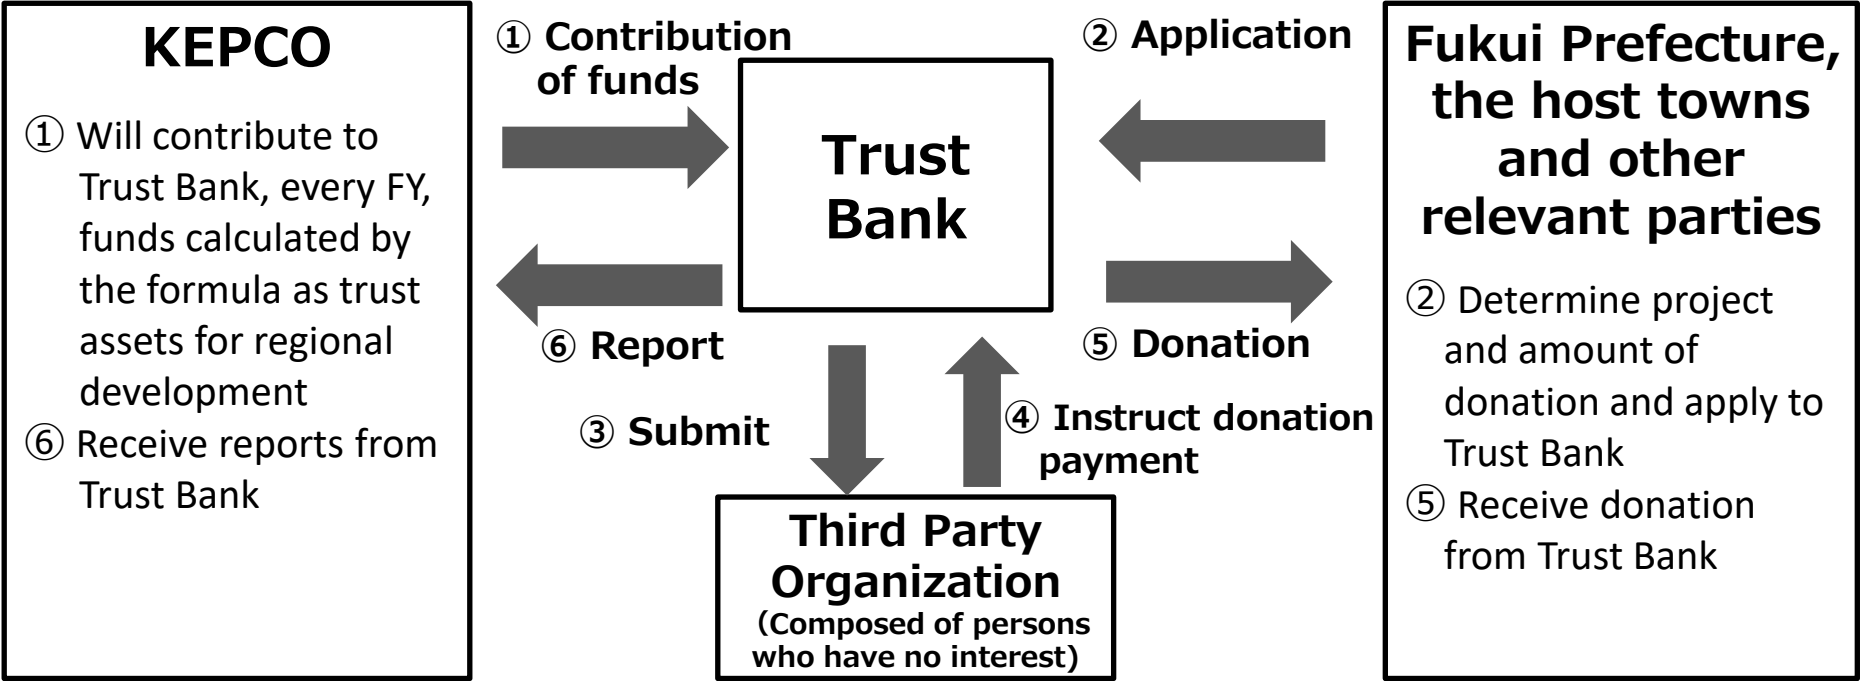 KEPCO
① Will contribute to
Trust Bank, every FY,
funds calculated by
the formula as trust
assets for regional
development
⑥ Receive reports from
Trust Bank
① Contribution
of funds
② Application
Trust
Bank
⑥ Report
⑤ Donation
③ Submit
④ Instruct donation
payment
Third Party
Organization
(Composed of persons
who have no interest)
Fukui Prefecture,
the host towns
and other
relevant parties
② Determine project
and amount of
donation and apply to
Trust Bank
⑤ Receive donation
from Trust Bank